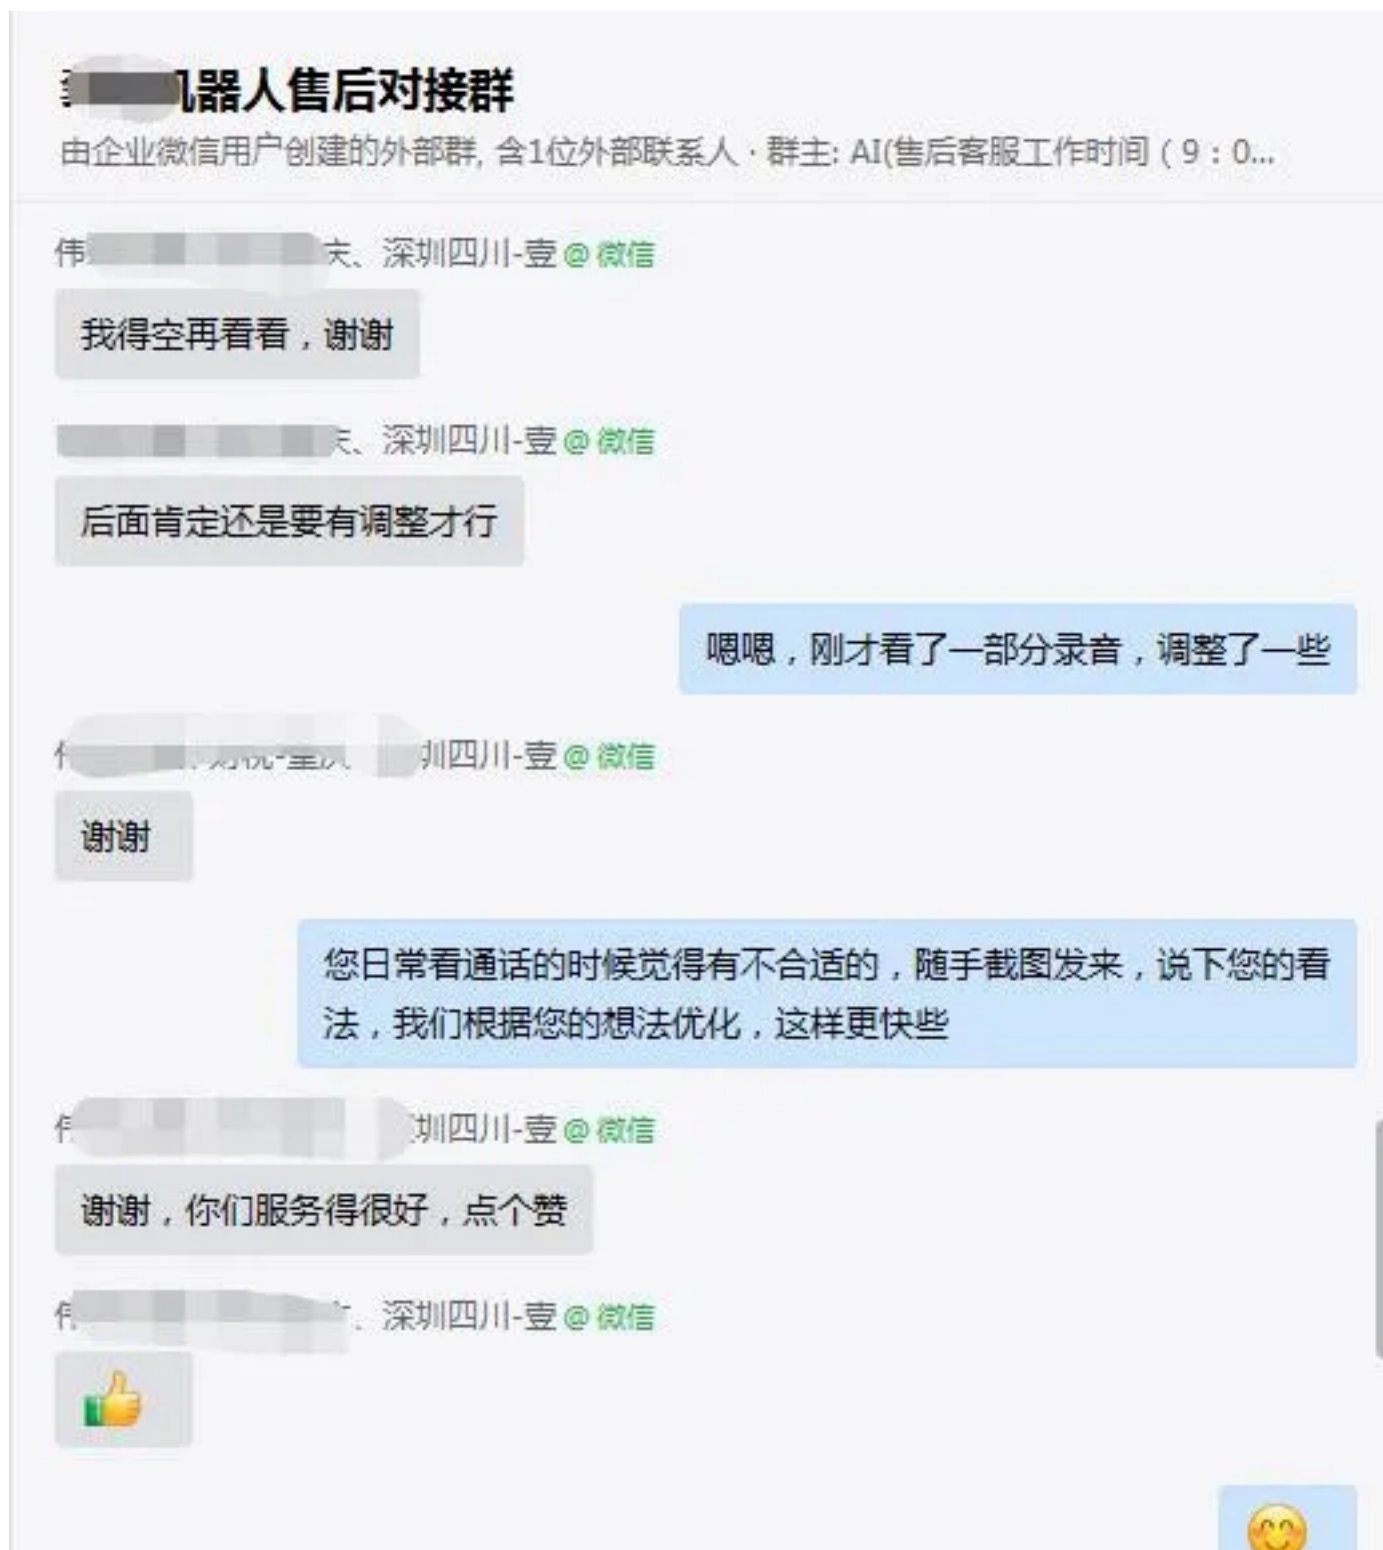 机器人售后对接群
由企业微信用户创建的外部群, 含1位外部联系人 · 群主: AI(售后客服工作时间（9：0...
伟 、深圳四川-壹@微信
我得空再看看，谢谢
、深圳四川-壹@微信
后面肯定还是要有调整才行
嗯嗯，刚才看了一部分录音，调整了一些
圳四川-壹@微信
谢谢
您日常看通话的时候觉得有不合适的，随手截图发来，说下您的看
法，我们根据您的想法优化，这样更快些
圳四川-壹@微信
谢谢，你们服务得很好，点个赞
、深圳四川-壹@微信